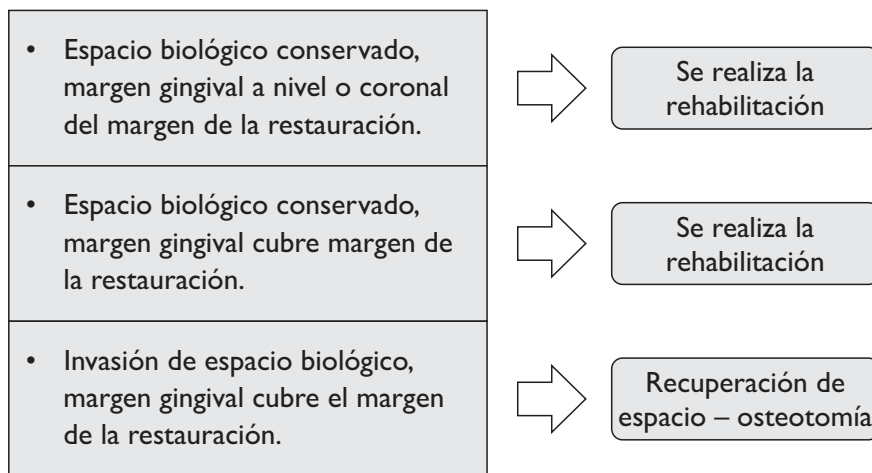 • Espacio biológico conservado,
margen gingival a nivel o coronal
del margen de la restauración.
Se realiza la
rehabilitación
• Espacio biológico conservado,
margen gingival cubre margen de
la restauración.
Se realiza la
rehabilitación
• Invasión de espacio biológico,
margen gingival cubre el margen
de la restauración.
Recuperación de
espacio – osteotomía